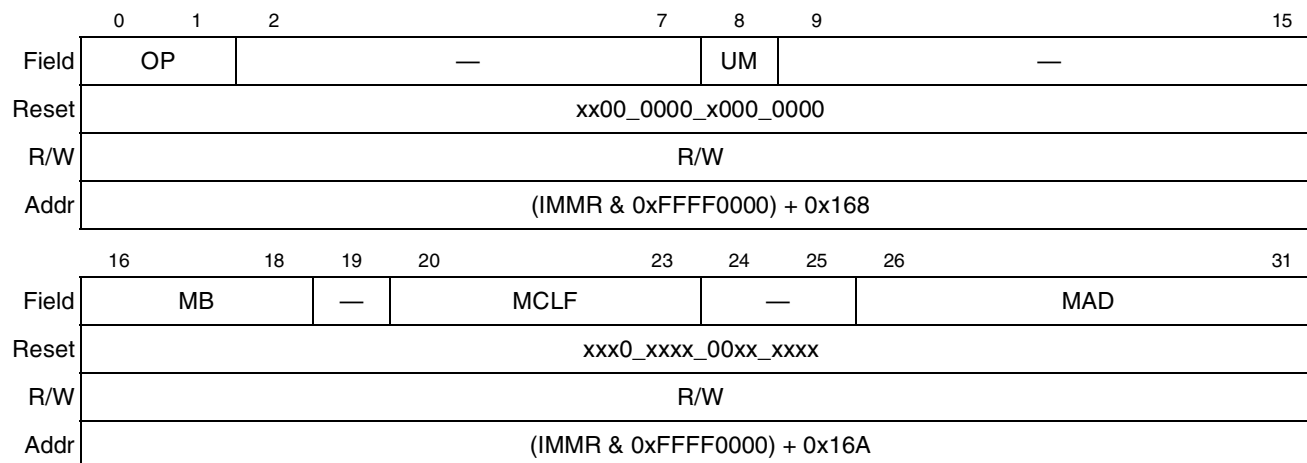 0 1 2 7 8 9 15
Field OP — UM —
Reset xx00_0000_x000_0000
R/W R/W
Addr (IMMR & 0xFFFF0000) + 0x168
16 18 19 20 23 24 25 26 31
Field MB — MCLF — MAD
Reset xxx0_xxxx_00xx_xxxx
R/W R/W
Addr (IMMR & 0xFFFF0000) + 0x16A